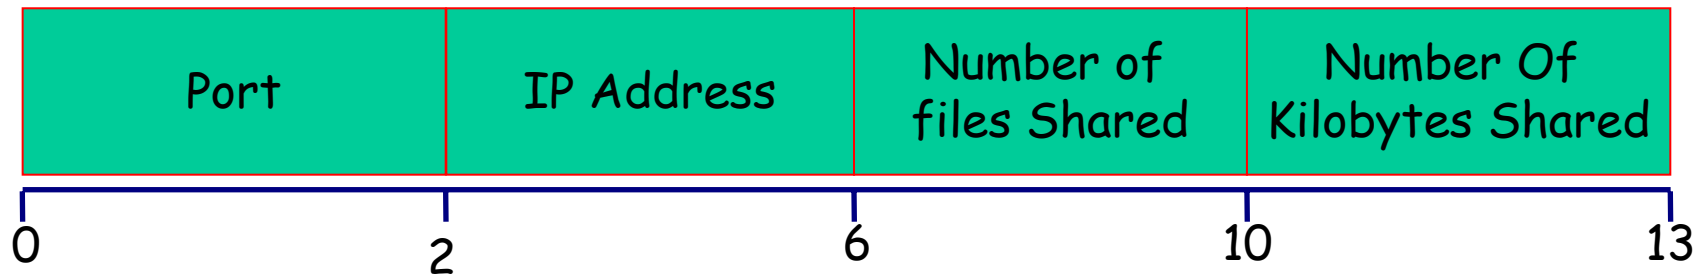 Port
IP Address
Number of
files Shared
Number Of
Kilobytes Shared
0
2
6
10
13